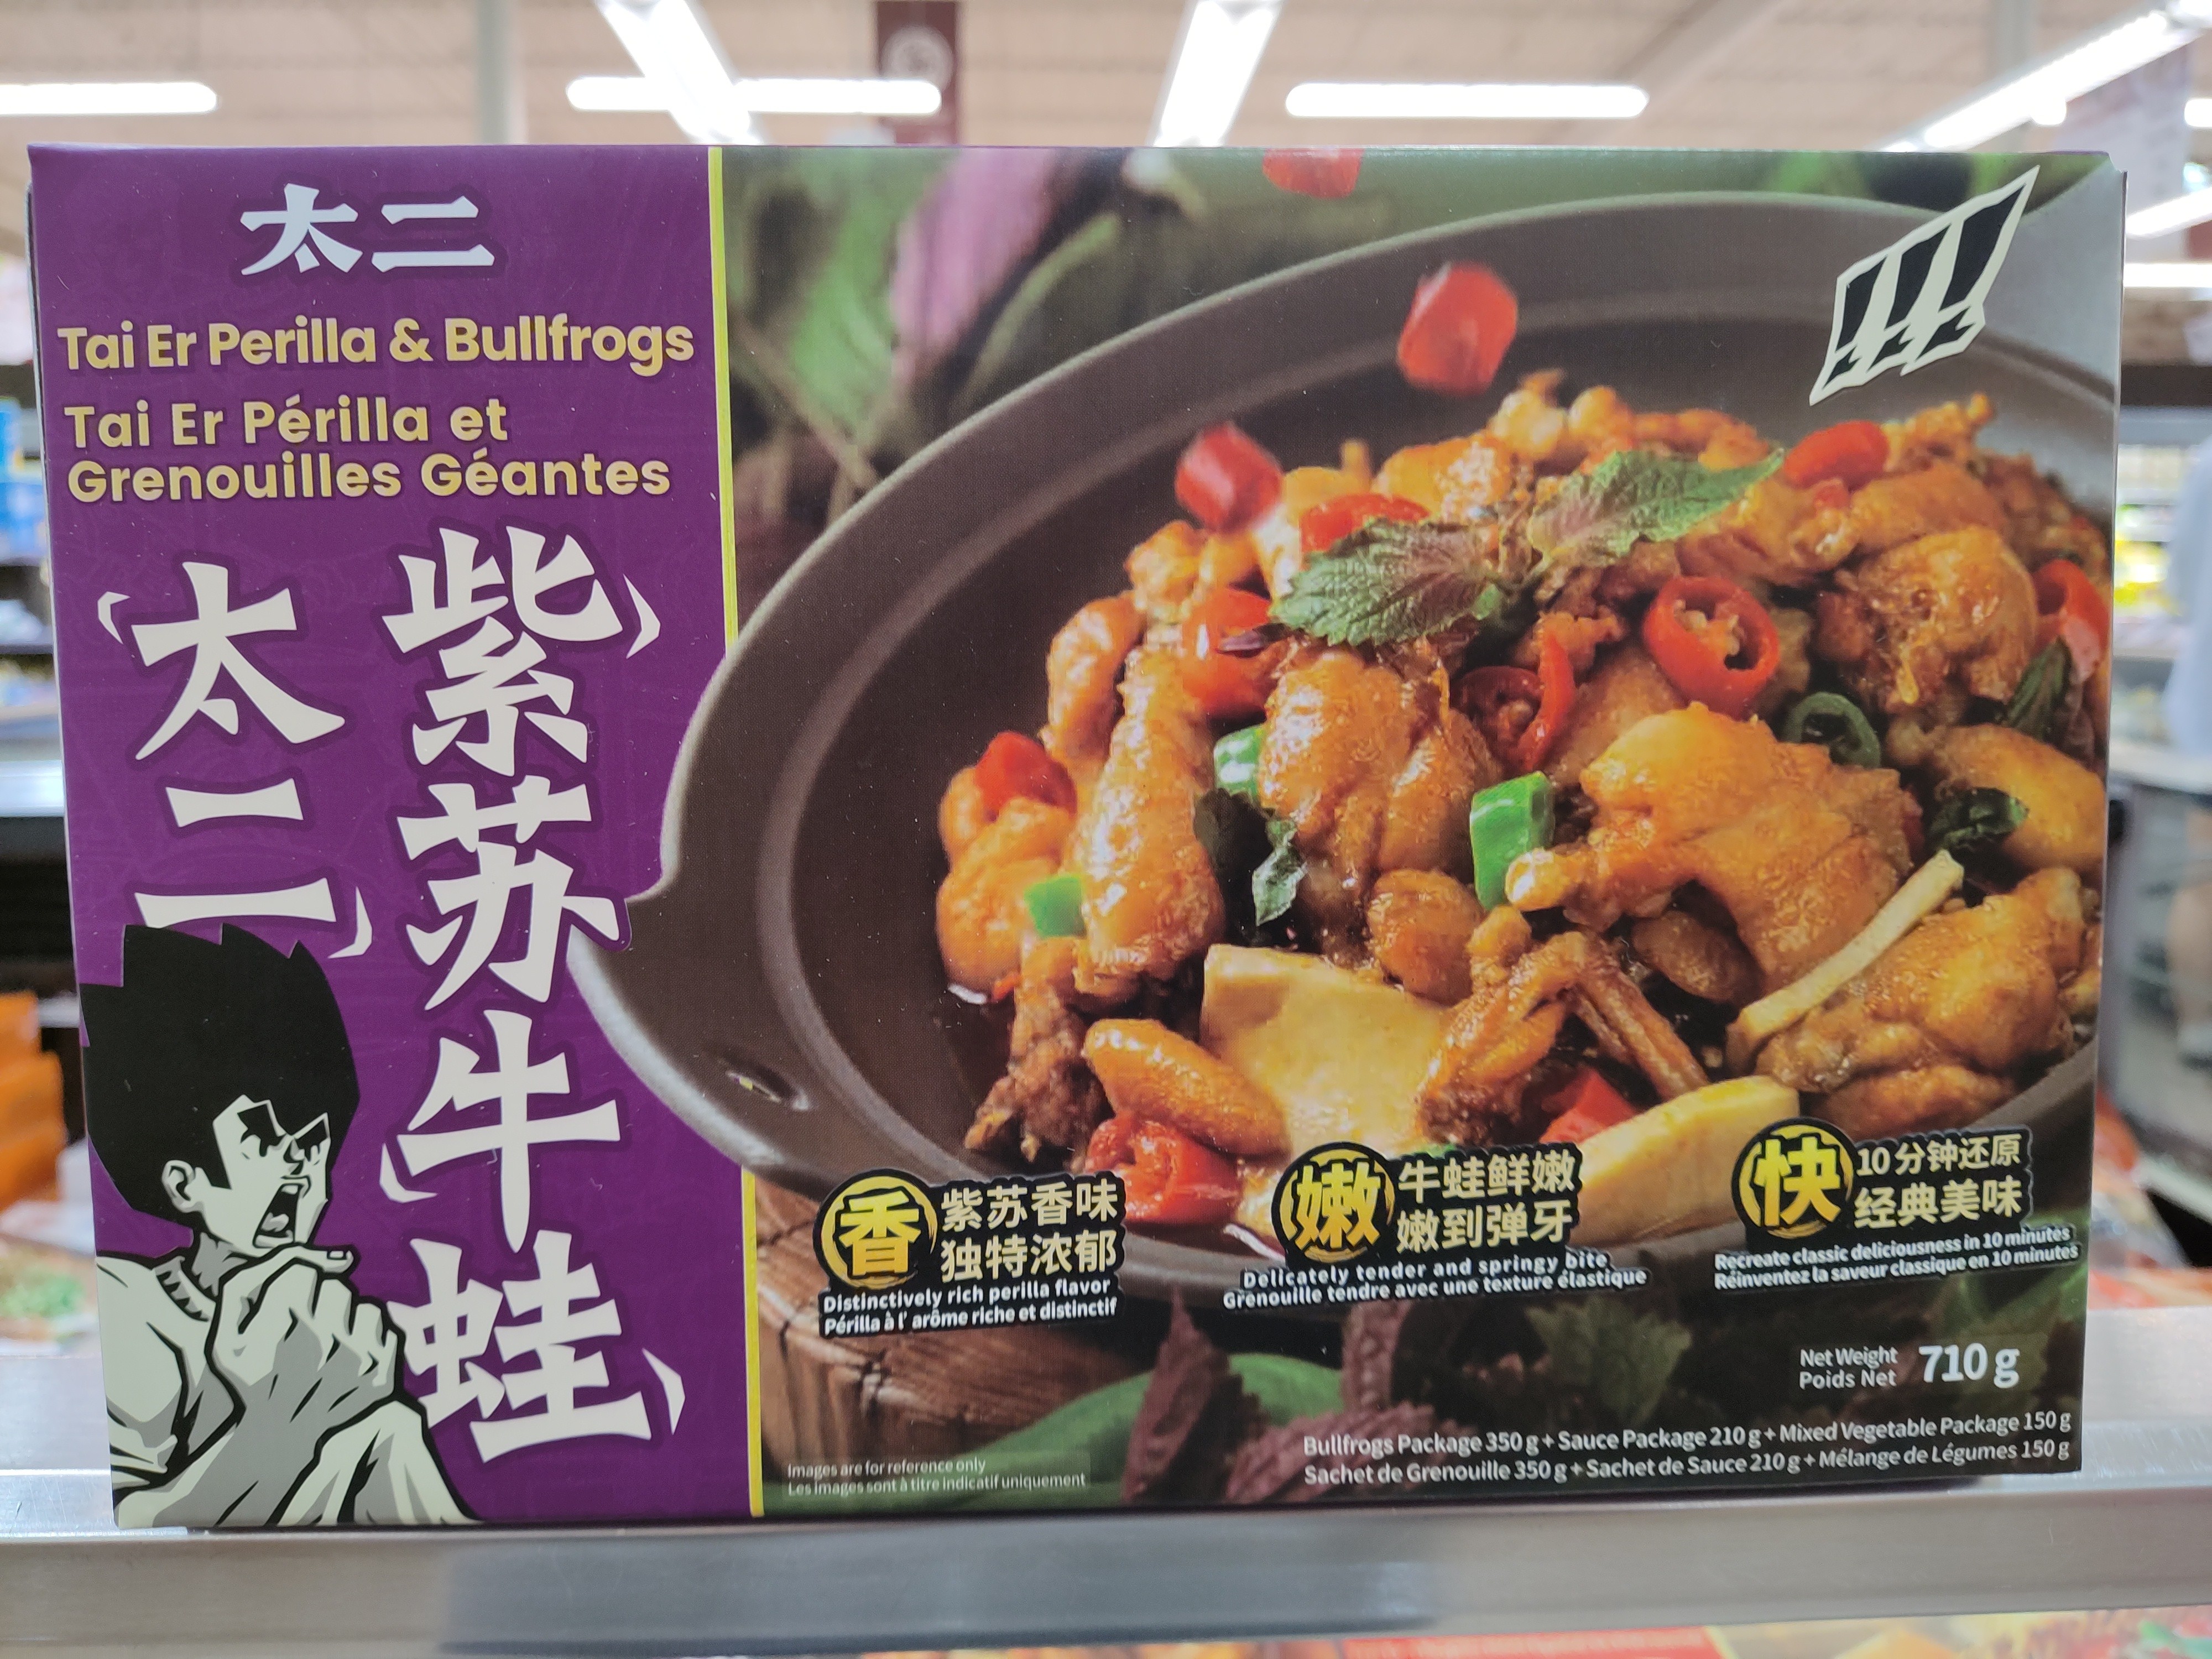 太二
Tai Er Perilla & Bullfrogs
Tai Er Périlla et
Grenouilles Géantes
太二
紫苏牛蛙
香
紫苏香味
独特浓郁
Distinctively rich perilla flavor
Périlla à l' arôme riche et distinctif
嫩
牛蛙鲜嫩
嫩到弹牙
Delicately tender and springy bite
Grenouille tendre avec une texture élastique
快
10分钟还原
经典美味
Recreate classic deliciousness in 10 minutes
Réinventez la saveur classique en 10 minutes
!!!
Net Weight
Poids Net
710 g
Bullfrogs Package 350 g + Sauce Package 210 g + Mixed Vegetable Package 150 g
Sachet de Grenouille 350 g + Sachet de Sauce 210 g + Mélange de Légumes 150 g
Images are for reference only
Les images sont à titre indicatif uniquement